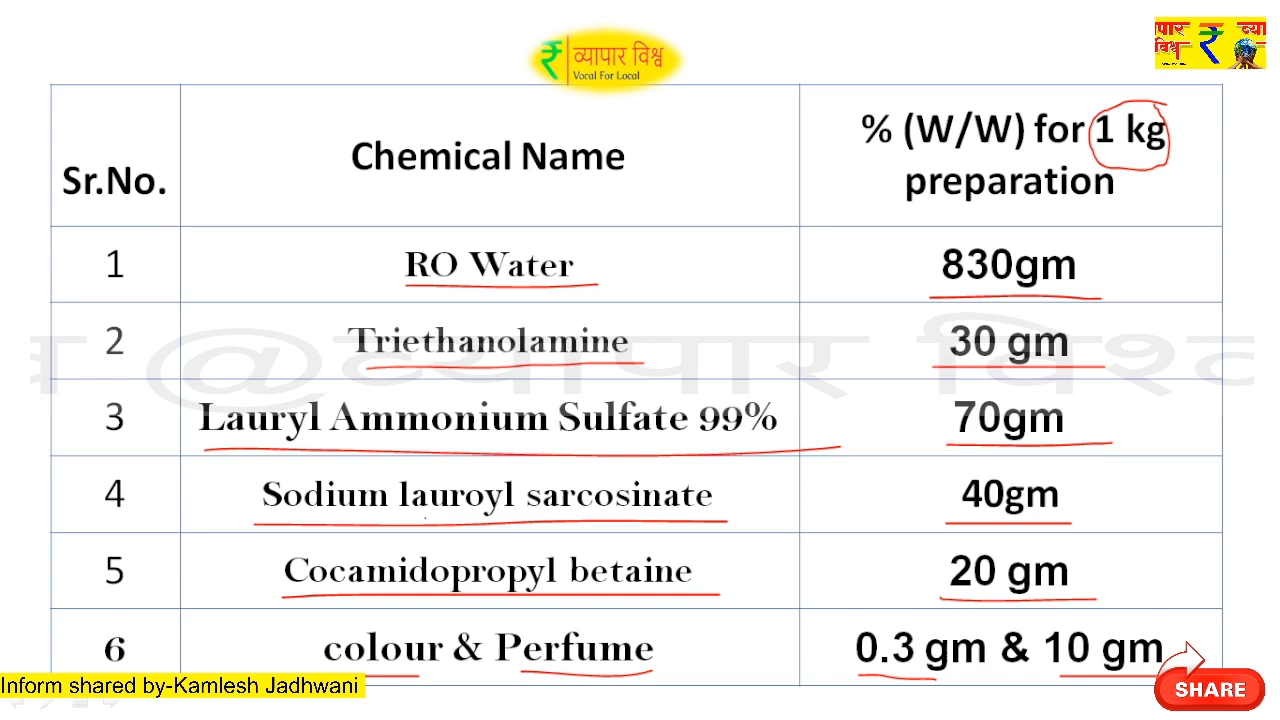 ₹ व्यापार विश्व
Vocal For Local
पार ₹ व्या
विश्व
Sr.No. Chemical Name % (W/W) for 1 kg preparation
1 RO Water 830gm
2 Triethanolamine 30 gm
@व्यापार विश्व
3 Lauryl Ammonium Sulfate 99% 70gm
4 Sodium lauroyl sarcosinate 40gm
5 Cocamidopropyl betaine 20 gm
6 colour & Perfume 0.3 gm & 10 gm
Inform shared by-Kamlesh Jadhwani
SHARE